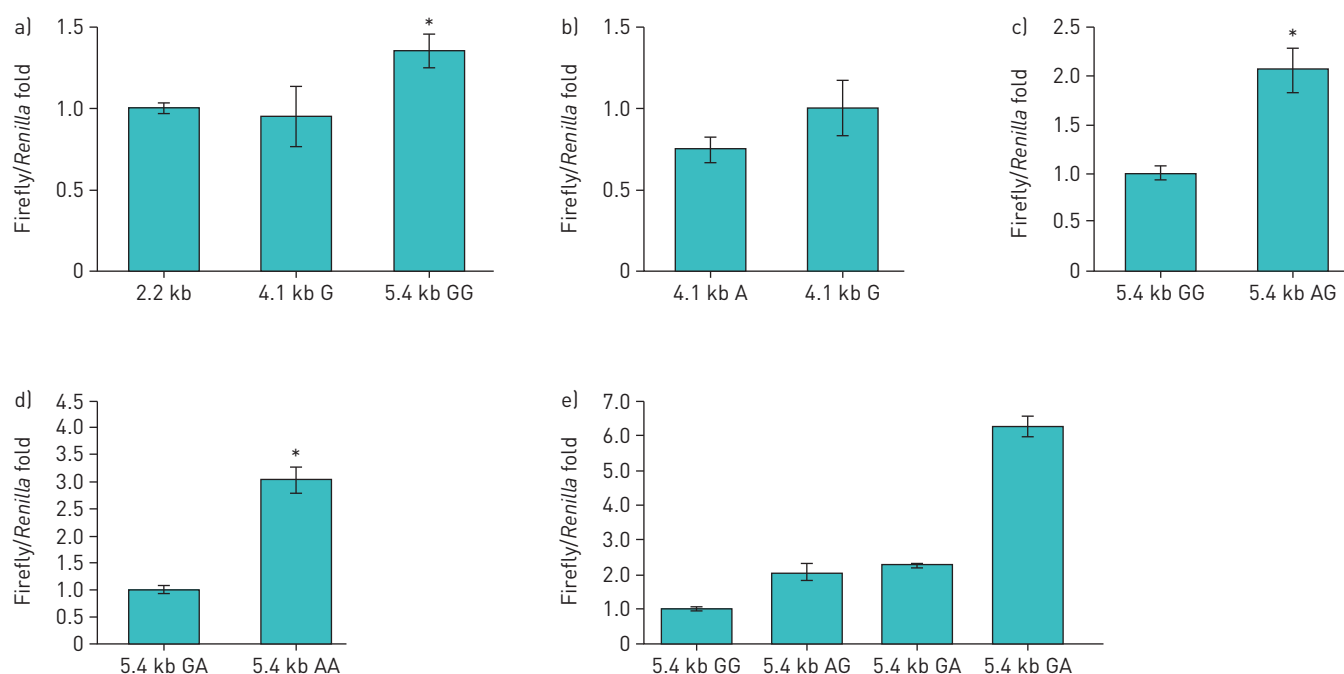 a)
Firefly/Renilla fold
1.5
1.0
0.5
0
*
2.2 kb 4.1 kb G 5.4 kb GG
b)
Firefly/Renilla fold
1.5
1.0
0.5
0
4.1 kb A 4.1 kb G
c)
Firefly/Renilla fold
2.5
2.0
1.5
1.0
0.5
0
*
5.4 kb GG 5.4 kb AG
d)
Firefly/Renilla fold
4.5
4.0
3.5
3.0
2.5
2.0
1.5
1.0
0.5
0
*
5.4 kb GA 5.4 kb AA
e)
Firefly/Renilla fold
7.0
6.0
5.0
4.0
3.0
2.0
1.0
0
5.4 kb GG 5.4 kb AG 5.4 kb GA 5.4 kb GA